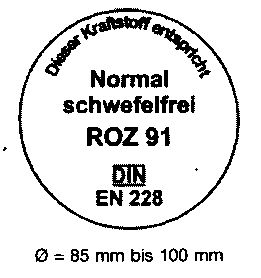 Dieser Kraftstoff entspricht
Normal
schwefelfrei
ROZ 91
DIN
EN 228
Ø = 85 mm bis 100 mm